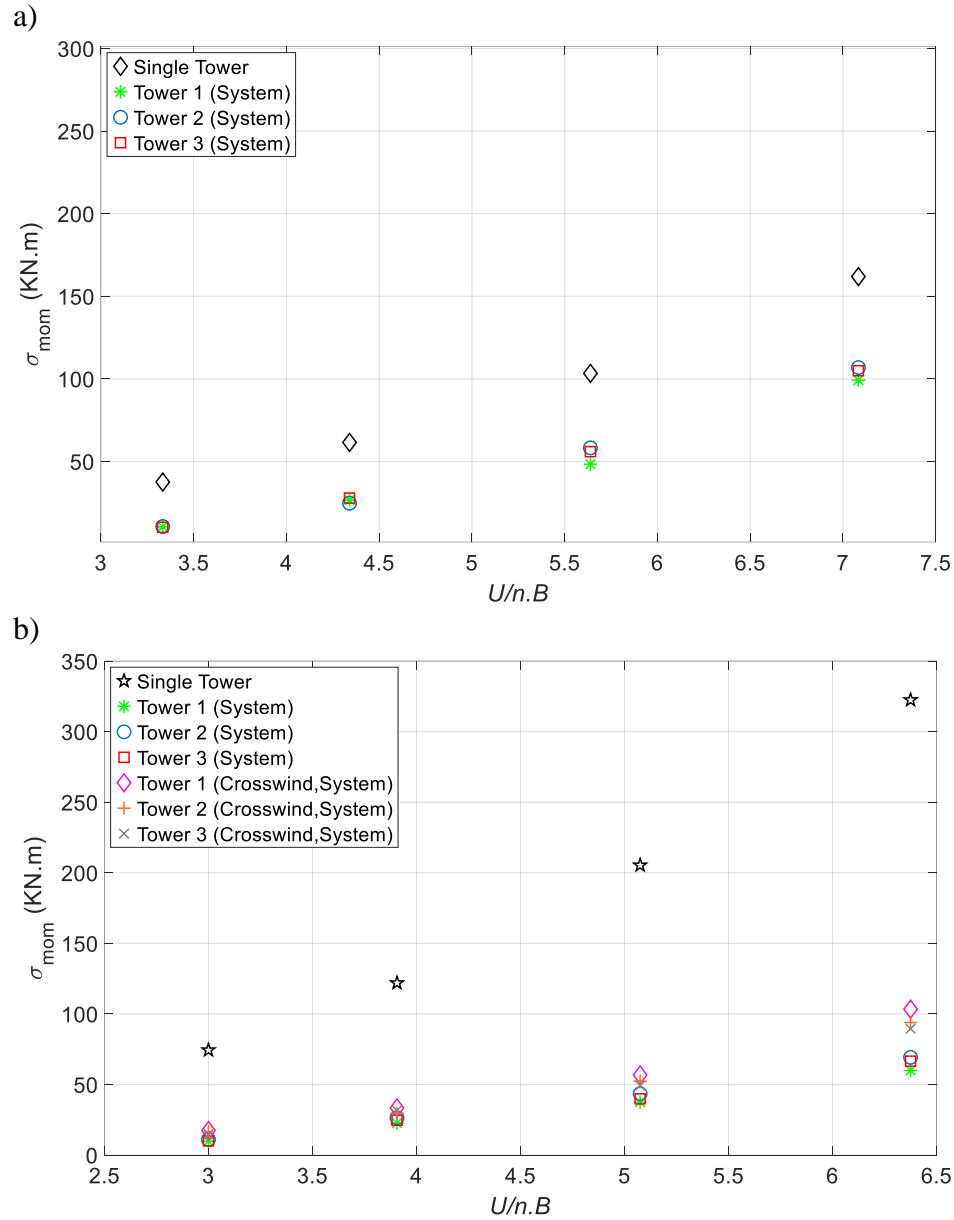 a)
300
250
200
150
100
50
σmom (KN.m)
Single Tower
Tower 1 (System)
Tower 2 (System)
Tower 3 (System)
3 3.5 4 4.5 5 5.5 6 6.5 7 7.5
U/n.B
b)
350
300
250
200
150
100
50
0
σmom (KN.m)
Single Tower
Tower 1 (System)
Tower 2 (System)
Tower 3 (System)
Tower 1 (Crosswind,System)
Tower 2 (Crosswind,System)
Tower 3 (Crosswind,System)
2.5 3 3.5 4 4.5 5 5.5 6 6.5
U/n.B